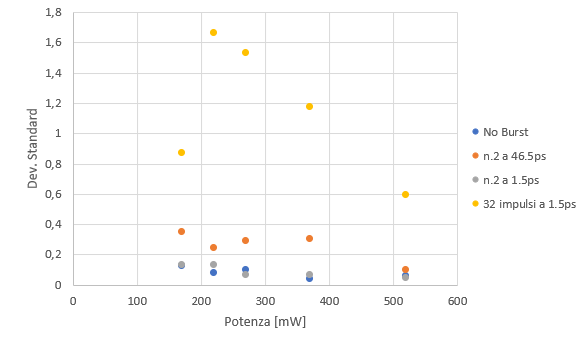 1,8
1,6
1,4
1,2
1
0,8
0,6
0,4
0,2
0
Dev. Standard
0 100 200 300 400 500 600
Potenza [mW]
No Burst
n.2 a 46.5ps
n.2 a 1.5ps
32 impulsi a 1.5ps